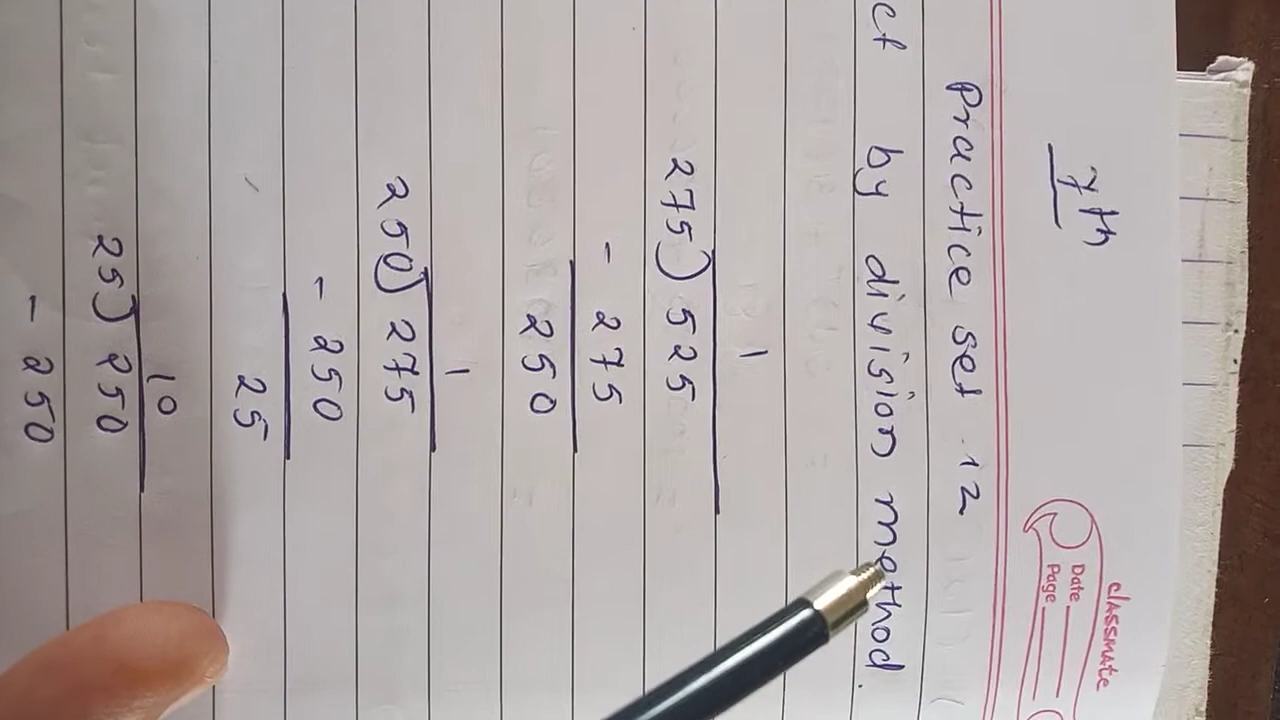 classmate
Date
Page
7th
Practice set 12
ct by division method.
1
275) 525
- 275
250
1
250) 275
- 250
25
10
25) 250
- 250